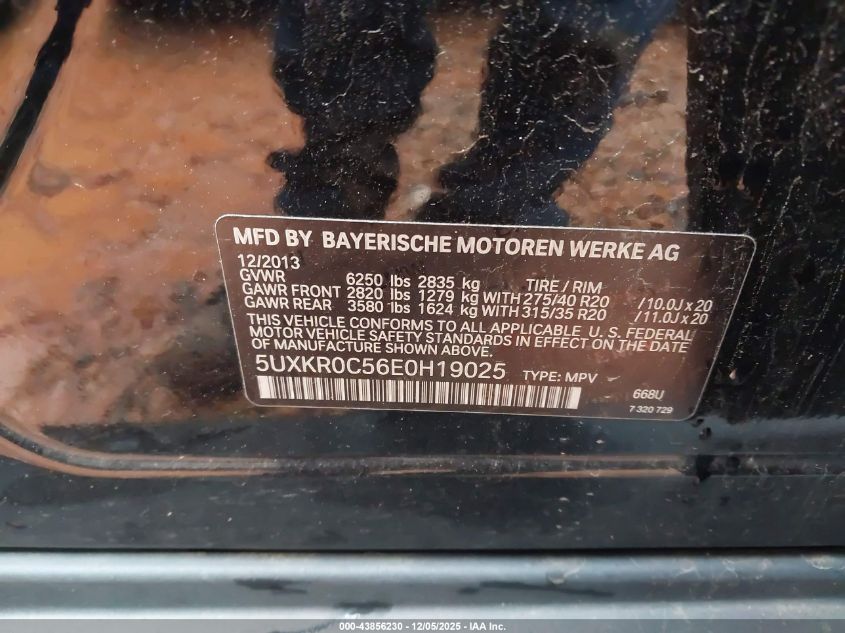 MFD BY BAYERISCHE MOTOREN WERKE AG
12/2013
GVWR 6250 lbs 2835 kg TIRE / RIM
GAWR FRONT 2820 lbs 1279 kg WITH 275/40 R20 /10.0J x 20
GAWR REAR 3580 lbs 1624 kg WITH 315/35 R20 /11.0J x 20
THIS VEHICLE CONFORMS TO ALL APPLICABLE U.S. FEDERAL
MOTOR VEHICLE SAFETY STANDARDS IN EFFECT ON THE DATE
OF MANUFACTURE SHOWN ABOVE.
5UXKR0C56E0H19025 TYPE: MPV
668U
7 320 729
000-43856230 - 12/05/2025 - IAA Inc.